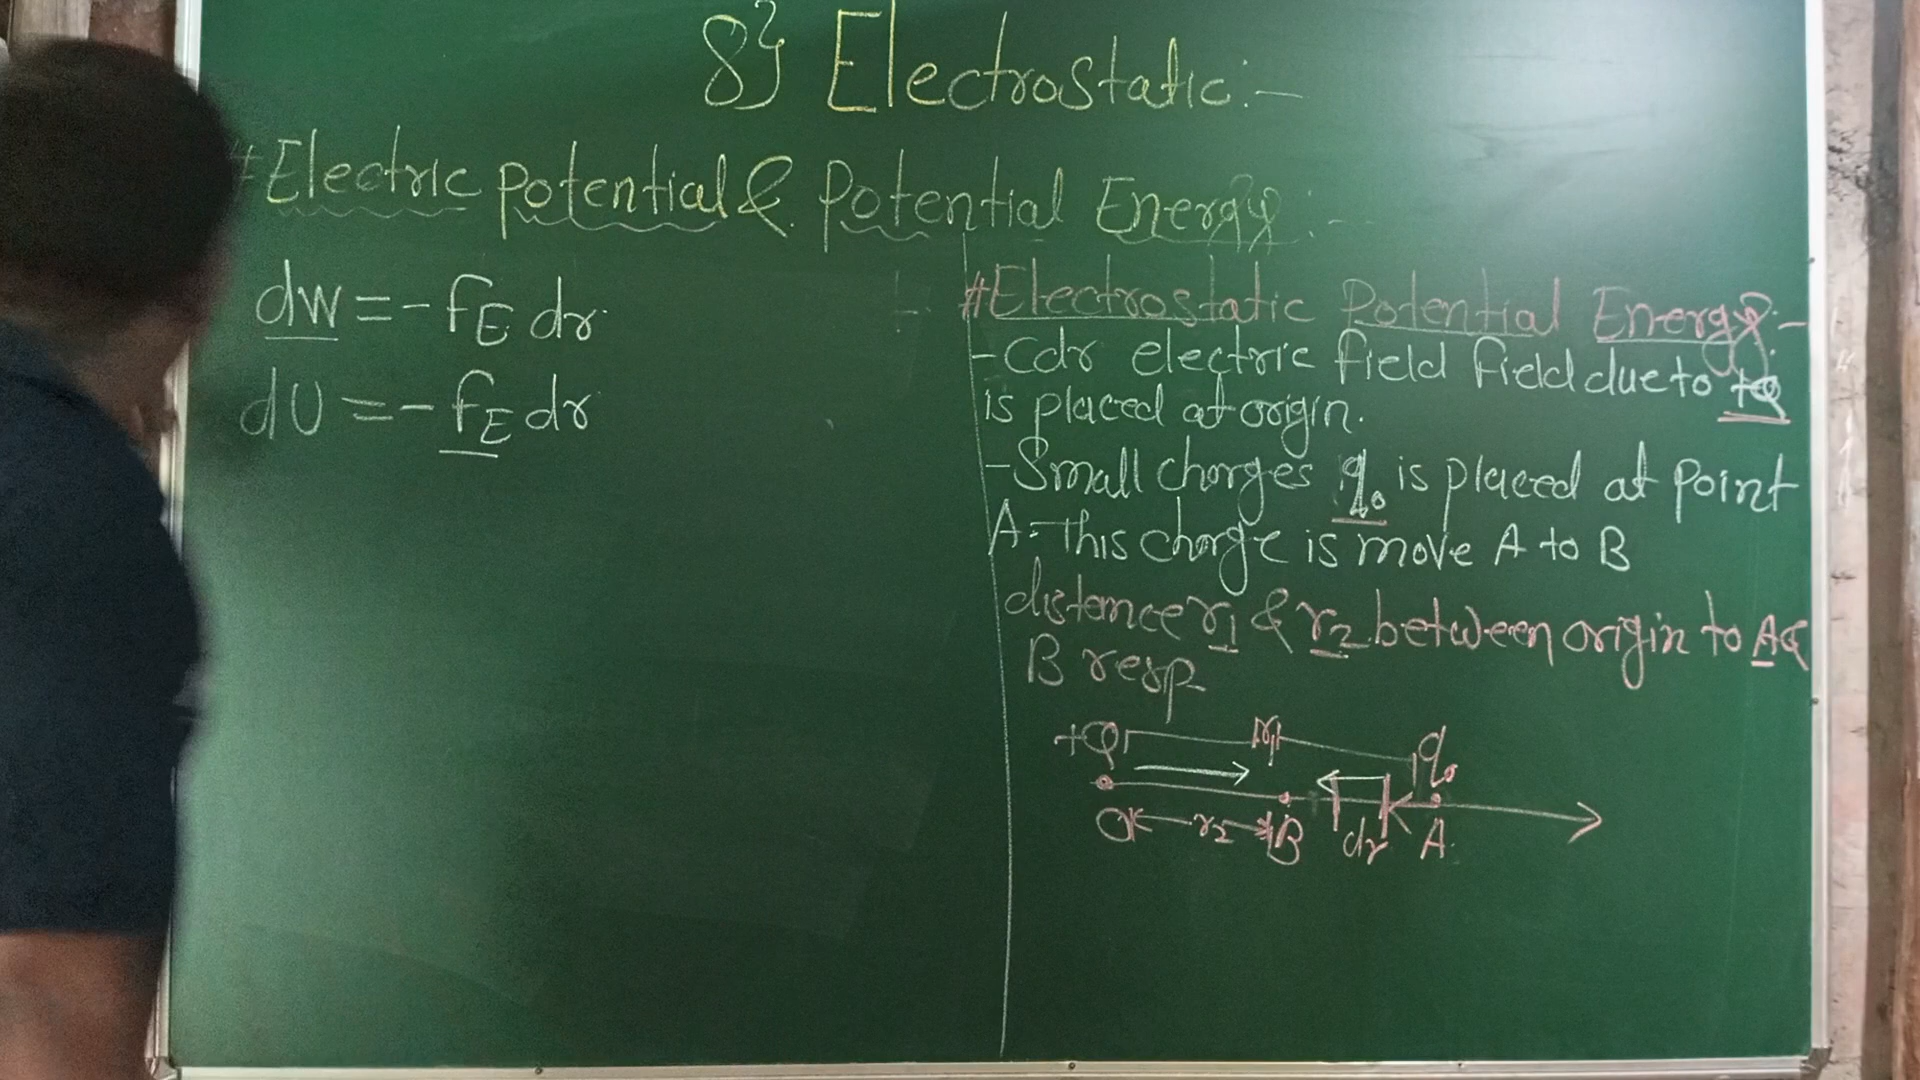 8} Electrostatic:-
#Electric potential & Potential Energy:-
dw = - fE dr
dU = - fE dr
#Electrostatic Potential Energy:-
- Cdr electric field field due to +Q
is placed at origin.
- Small charges q₀ is placed at point
A. - This charge is move A to B
distance r₁ & r₂ between origin to A &
B resp
+Q r₁ q₀
O r₂ B dr A